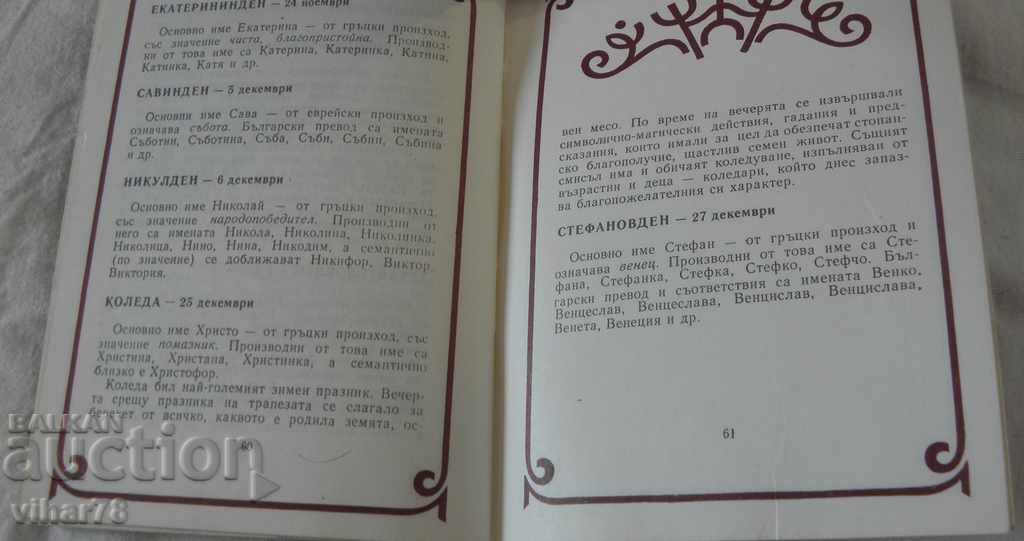 ЕКАТЕРИНИНДЕН — 24 ноември
Основно име Екатерина — от гръцки произход,
със значение чиста, благопристойна. Производ-
ни от това име са Катерина, Катеринка, Катина,
Катинка, Катя и др.
САВИНДЕН — 5 декември
Основни име Сава — от еврейски произход и
означава събота. Български превод са имената
Съботин, Съботина, Съба, Съби, Събин, Събина
и др.
НИКУЛДЕН — 6 декември
Основно име Николай — от гръцки произход,
със значение народопобедител. Производни от
него са имената Никола, Николина, Николинка,
Николица, Нино, Нина, Никодим, а семантично
(по значение) се доближават Никифор, Виктор,
Виктория.
КОЛЕДА — 25 декември
Основно име Христо — от гръцки произход, със
значение помазник. Производни от това име са
Христина, Христана, Христинка, а семантично
близко е Христофор.
Коледа бил най-големият зимен празник. Вечер-
та срещу празника на трапезата се слагало за
берекет от всичко, каквото е родила земята, ос-
60
вен месо. По време на вечерята се извършвали
символично-магически действия, гадания и пред-
сказания, които имали за цел да обезпечат стопан-
ско благополучие, щастлив семен живот. Същият
смисъл има и обичаят коледуване, изпълняван от
възрастни и деца — коледари, който днес запаз-
ва благопожелателния си характер.
СТЕФАНОВДЕН — 27 декември
Основно име Стефан — от гръцки произход и
означава венец. Производни от това име са Сте-
фана, Стефанка, Стефка, Стефко, Стефчо. Бъл-
гарски превод и съответствия са имената Венко,
Венцеслав, Венцеслава, Венцислав, Венцислава,
Венета, Венеция и др.
61
BALKAN
auction
vihar78